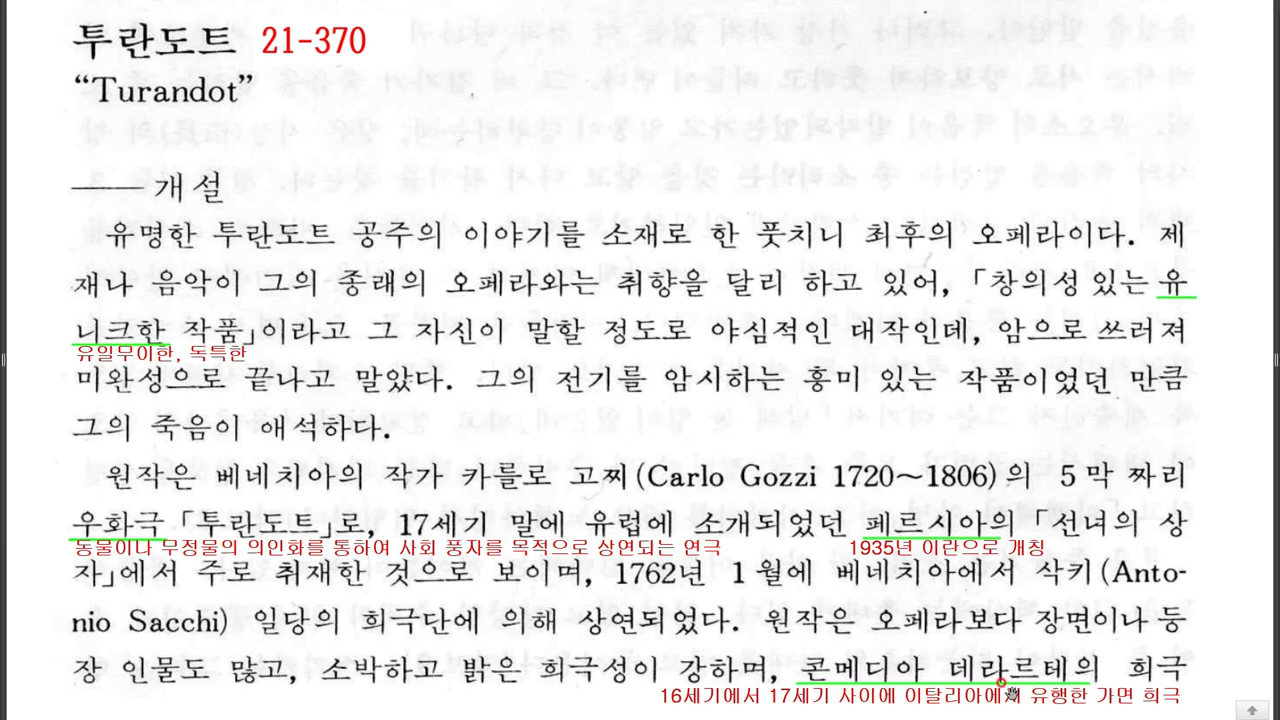 투란도트 21-370
“Turandot”
—— 개 설
유명한 투란도트 공주의 이야기를 소재로 한 풋치니 최후의 오페라이다. 제
재나 음악이 그의 종래의 오페라와는 취향을 달리 하고 있어, 「창의성있는 유
니크한 작품」이라고 그 자신이 말할 정도로 야심적인 대작인데, 암으로 쓰러져
유일무이한, 독특한
미완성으로 끝나고 말았다. 그의 전기를 암시하는 흥미 있는 작품이었던 만큼
그의 죽음이 애석하다.
원작은 베네치아의 작가 카를로 고찌(Carlo Gozzi 1720~1806)의 5 막 짜리
우화극 「투란도트」로, 17세기 말에 유럽에 소개되었던 페르시아의 「천녀의 상
동물이나 무정물의 의인화를 통하여 사회 풍자를 목적으로 상연되는 연극 1935년 이란으로 개칭
자」에서 주로 취재한 것으로 보이며, 1762년 1월에 베네치아에서 삭키(Anto-
nio Sacchi) 일당의 희극단에 의해 상연되었다. 원작은 오페라보다 장면이나 등
장 인물도 많고, 소박하고 밝은 희극성이 강하며, 콘메디아 데라르테의 희극
16세기에서 17세기 사이에 이탈리아에서 유행한 가면 희극